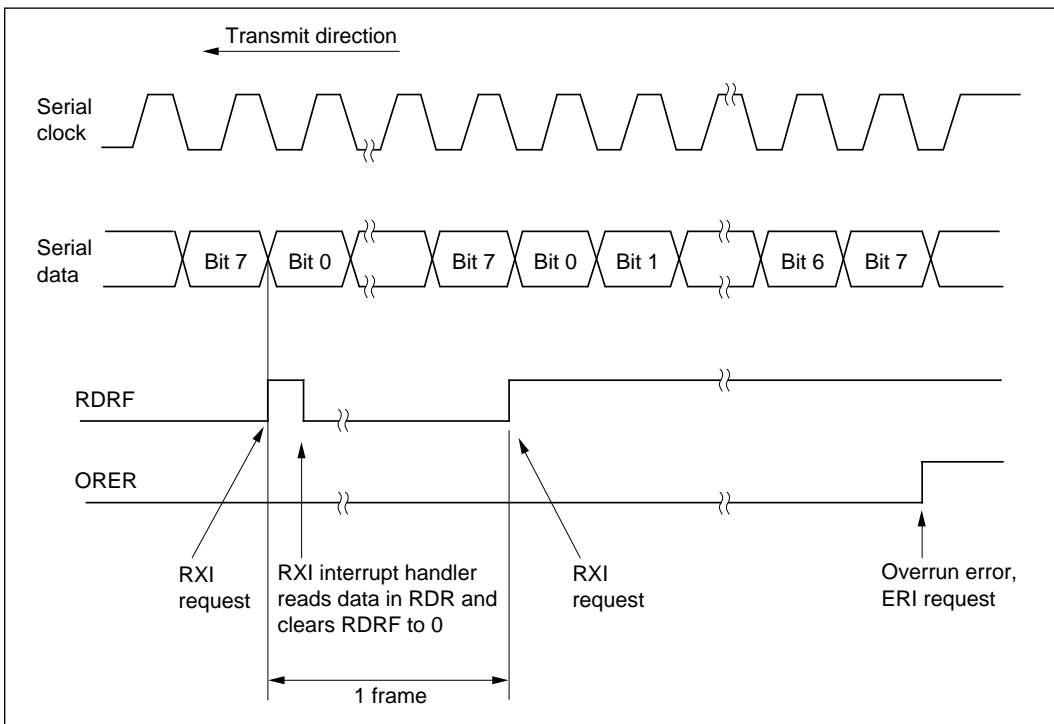 Transmit direction
Serial
clock
Serial
data
Bit 7
Bit 0
Bit 7
Bit 0
Bit 1
Bit 6
Bit 7
RDRF
ORER
RXI
request
RXI interrupt handler
reads data in RDR and
clears RDRF to 0
RXI
request
Overrun error,
ERI request
1 frame